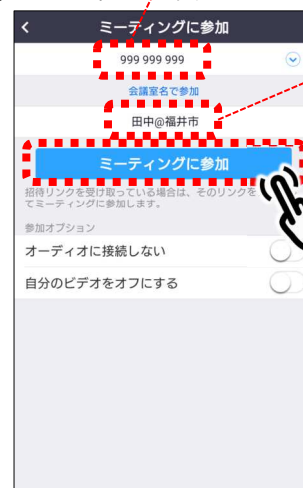 ミーティングに参加
999 999 999
会議室名で参加
田中@福井市
ミーティングに参加
招待リンクを受け取っている場合は、そのリンクを
てミーティングに参加します。
参加オプション
オーディオに接続しない
自分のビデオをオフにする